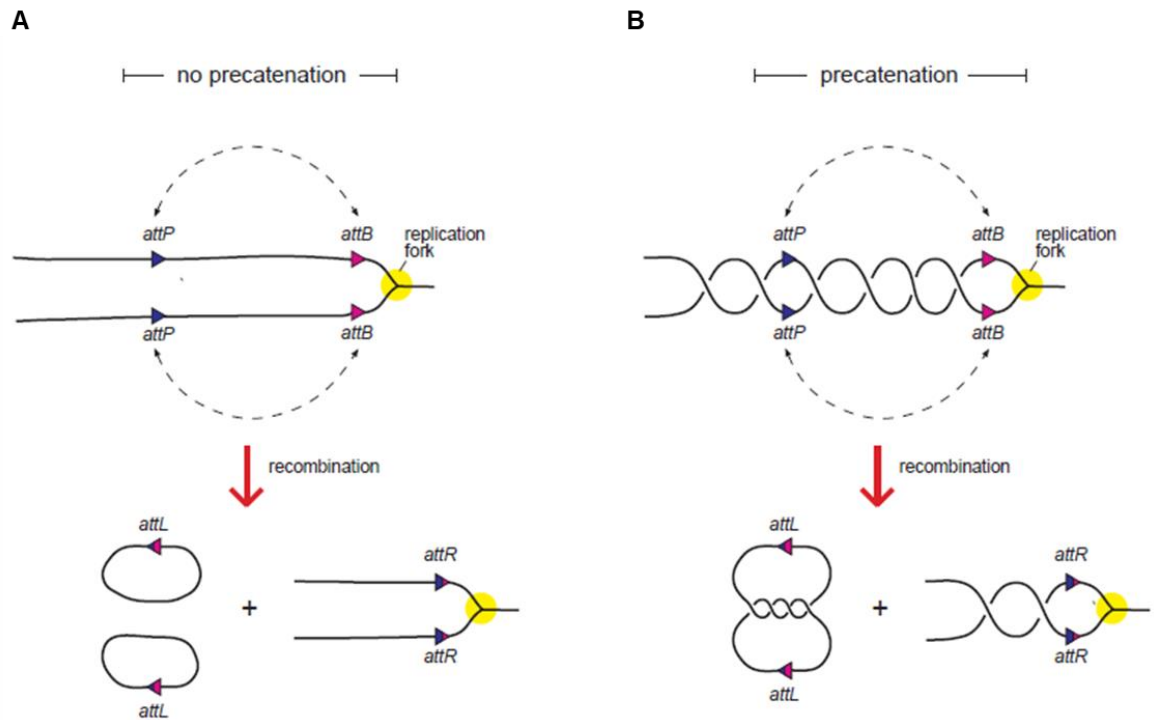 A
no precatenation
attP
attB
replication
fork
attP
attB
recombination
attL
attR
+
attR
attL
B
precatenation
attP
attB
replication
fork
attP
attB
recombination
attL
attR
+
attR
attL